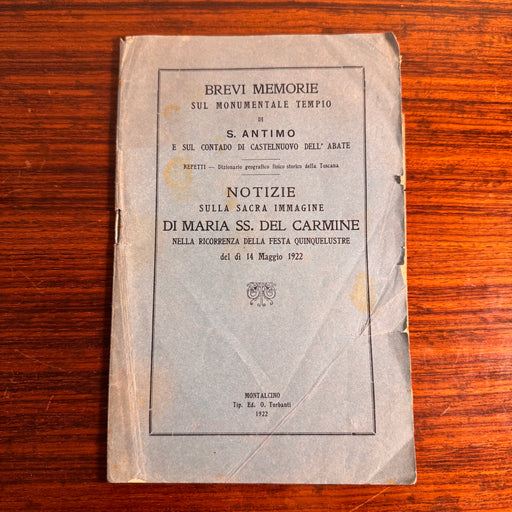 BREVI MEMORIE
SUL MONUMENTALE TEMPIO
DI
S. ANTIMO
E SUL CONTADO DI CASTELNUOVO DELL' ABATE
REPETTI — Dizionario geografico fisico storico della Toscana
NOTIZIE
SULLA SACRA IMMAGINE
DI MARIA SS. DEL CARMINE
NELLA RICORRENZA DELLA FESTA QUINQUELUSTRE
del dì 14 Maggio 1922
MONTALCINO
Tip. Ed. O. Turbanti
1922